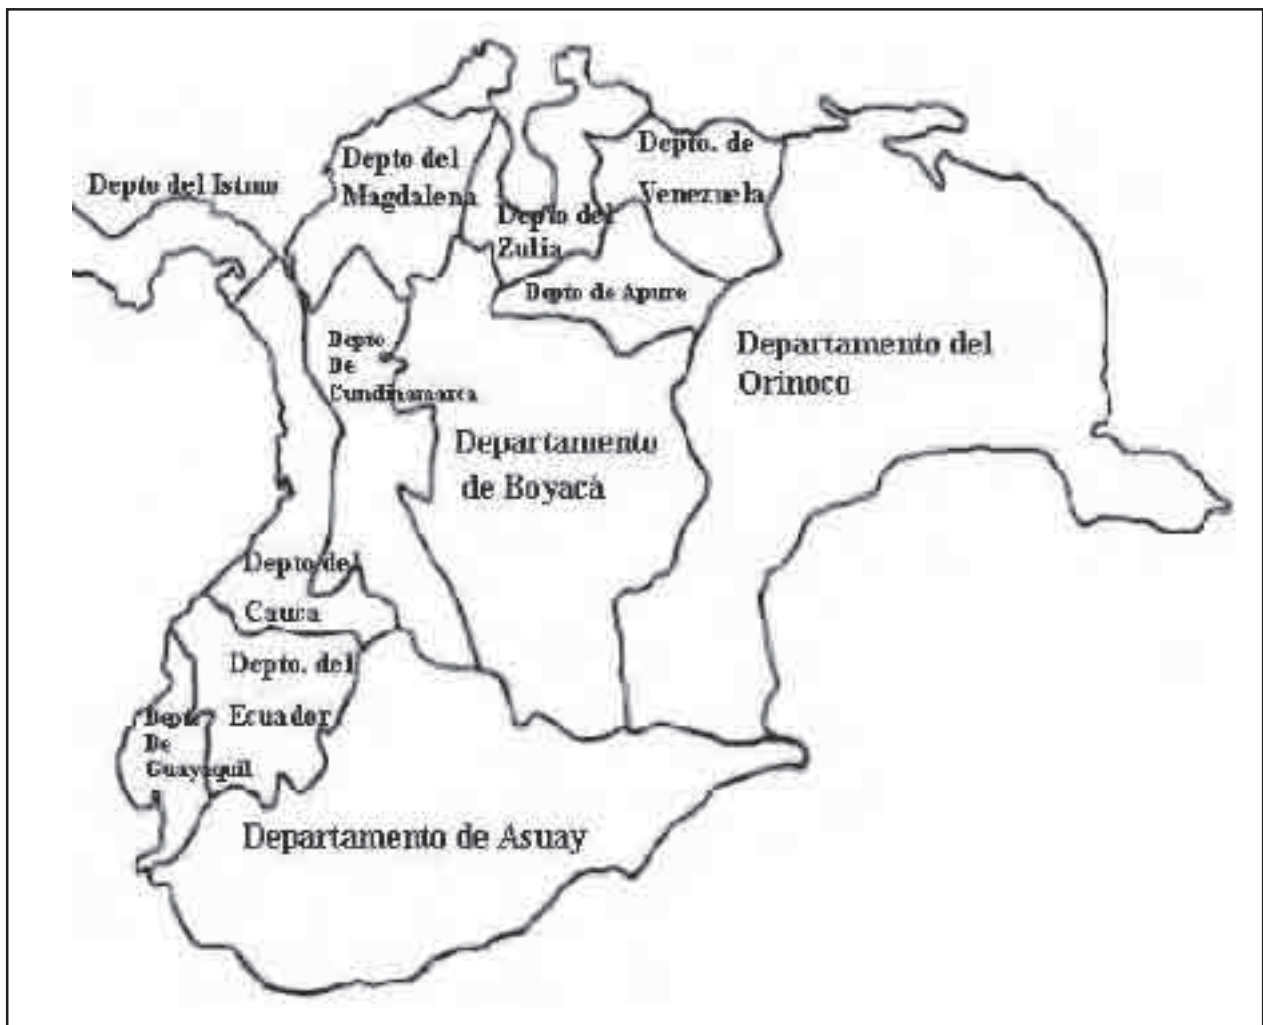 Depto del Istmo
Depto del
Magdalena
Depto del
Zulia
Depto. de
Venezuela
Depto de Apure
Depto
De
Cundinamarca
Departamento del
Orinoco
Departamento
de Boyacá
Depto del
Cauca
Depto. del
Ecuador
Depto
De
Guayaquil
Departamento de Asuay